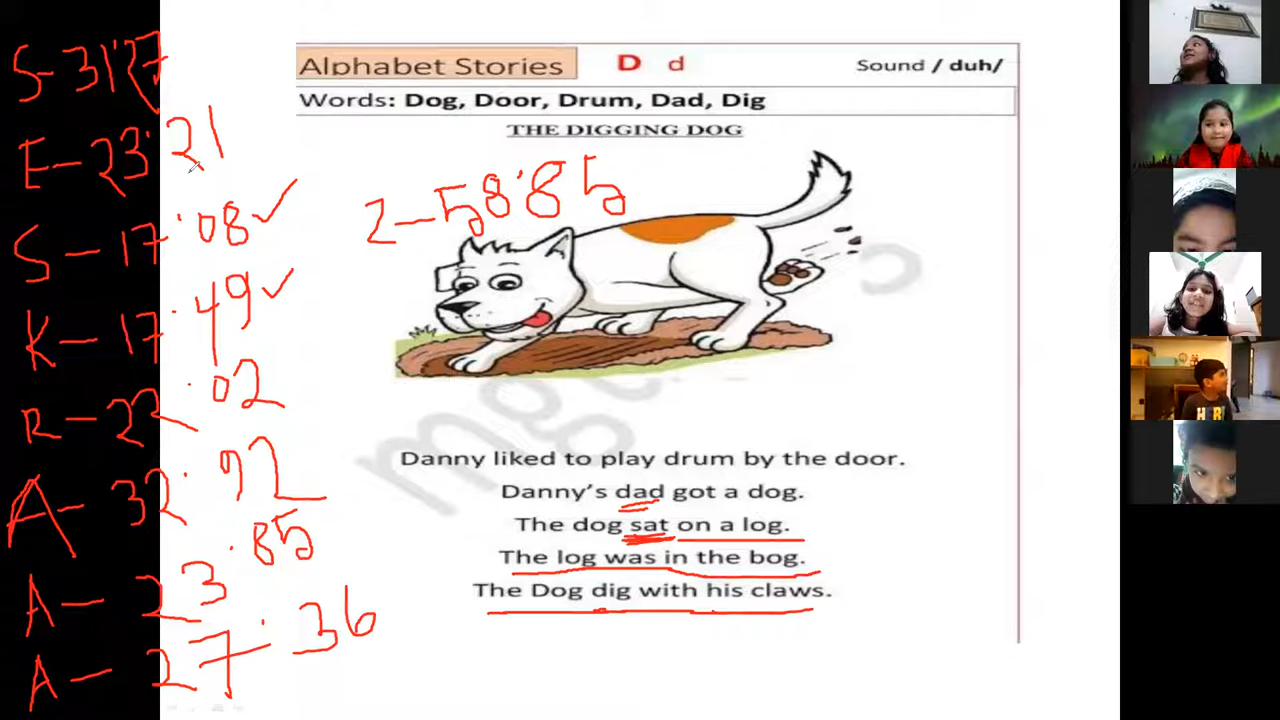 S-31.27
E-23.21
S-17.08 ✓
K-17.49 ✓
R-22.02
A-32.92
A-23.85
A-27.36
Alphabet Stories D d Sound / duh/
Words: Dog, Door, Drum, Dad, Dig
THE DIGGING DOG
Z-58.85
Danny liked to play drum by the door.
Danny's dad got a dog.
The dog sat on a log.
The log was in the bog.
The Dog dig with his claws.